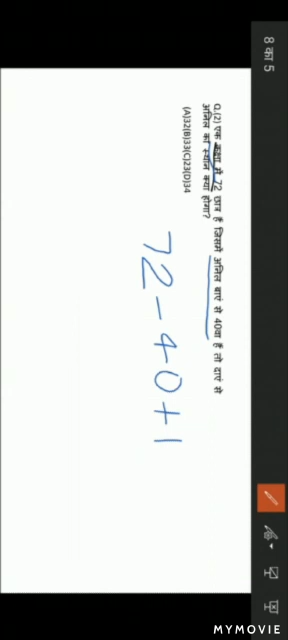 8 का 5
Q.(2) एक कक्षा में 72 छात्र हैं जिसमें अनिल बाएं से 40वा हैं तो दाएं से
अनिल का स्थान क्या होगा?
(A)32(B)33(C)23(D)34
72-40+1
MYMOVIE